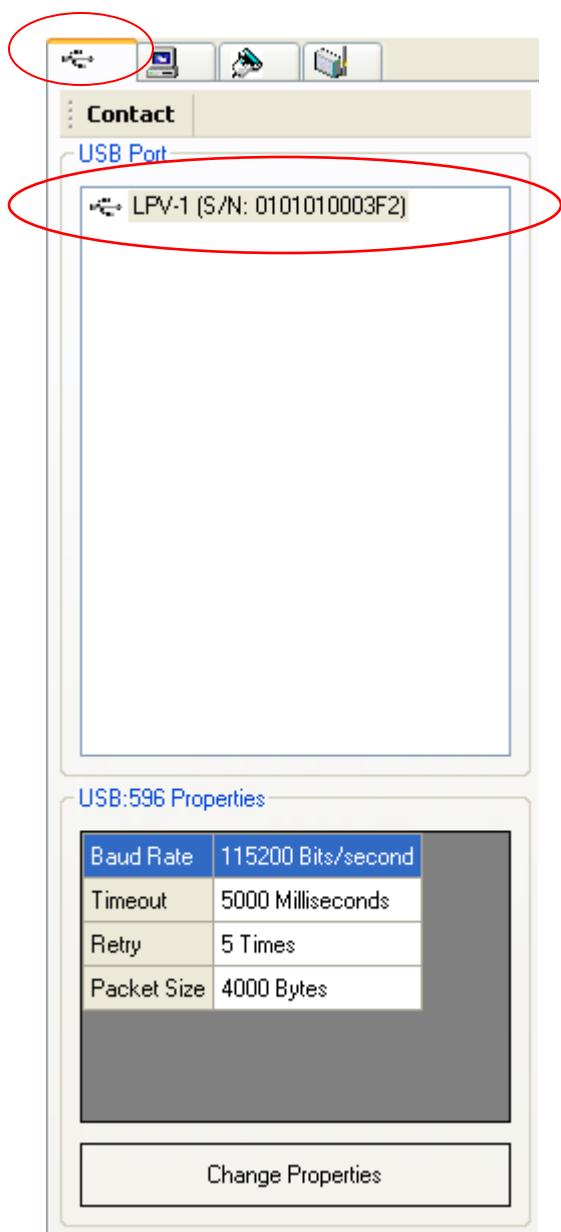 Contact
USB Port
LPV-1 (S/N: 0101010003F2)
USB:596 Properties
Baud Rate 115200 Bits/second
Timeout 5000 Milliseconds
Retry 5 Times
Packet Size 4000 Bytes
Change Properties